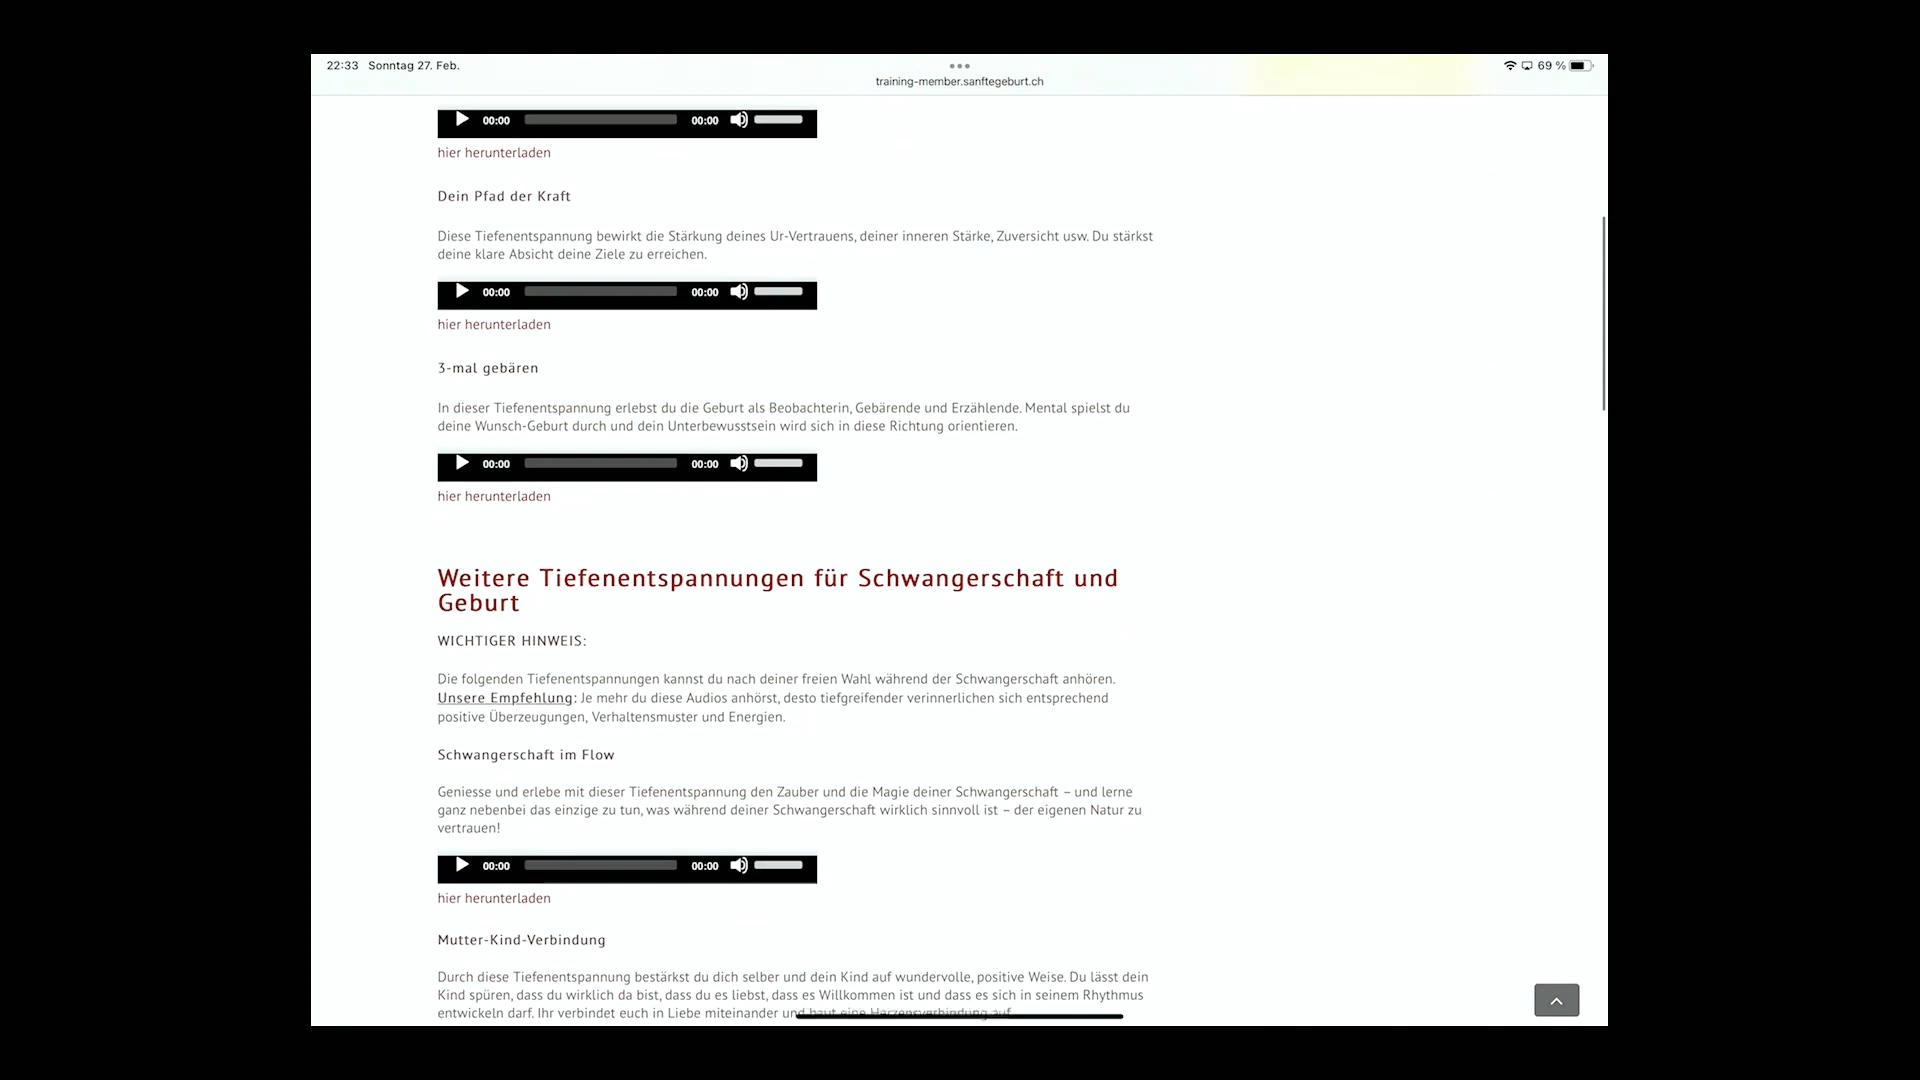 22:33 Sonntag 27. Feb.
69 %
training-member.sanftegeburt.ch
00:00 00:00
hier herunterladen
Dein Pfad der Kraft
Diese Tiefenentspannung bewirkt die Stärkung deines Ur-Vertrauens, deiner inneren Stärke, Zuversicht usw. Du stärkst
deine klare Absicht deine Ziele zu erreichen.
00:00 00:00
hier herunterladen
3-mal gebären
In dieser Tiefenentspannung erlebst du die Geburt als Beobachterin, Gebärende und Erzählende. Mental spielst du
deine Wunsch-Geburt durch und dein Unterbewusstsein wird sich in diese Richtung orientieren.
00:00 00:00
hier herunterladen
Weitere Tiefenentspannungen für Schwangerschaft und
Geburt
WICHTIGER HINWEIS:
Die folgenden Tiefenentspannungen kannst du nach deiner freien Wahl während der Schwangerschaft anhören.
Unsere Empfehlung: Je mehr du diese Audios anhörst, desto tiefgreifender verinnerlichen sich entsprechend
positive Überzeugungen, Verhaltensmuster und Energien.
Schwangerschaft im Flow
Geniesse und erlebe mit dieser Tiefenentspannung den Zauber und die Magie deiner Schwangerschaft – und lerne
ganz nebenbei das einzige zu tun, was während deiner Schwangerschaft wirklich sinnvoll ist – der eigenen Natur zu
vertrauen!
00:00 00:00
hier herunterladen
Mutter-Kind-Verbindung
Durch diese Tiefenentspannung bestärkst du dich selber und dein Kind auf wundervolle, positive Weise. Du lässt dein
Kind spüren, dass du wirklich da bist, dass du es liebst, dass es Willkommen ist und dass es sich in seinem Rhythmus
entwickeln darf. Ihr verbindet euch in Liebe miteinander und baut eine Herzensverbindung auf.